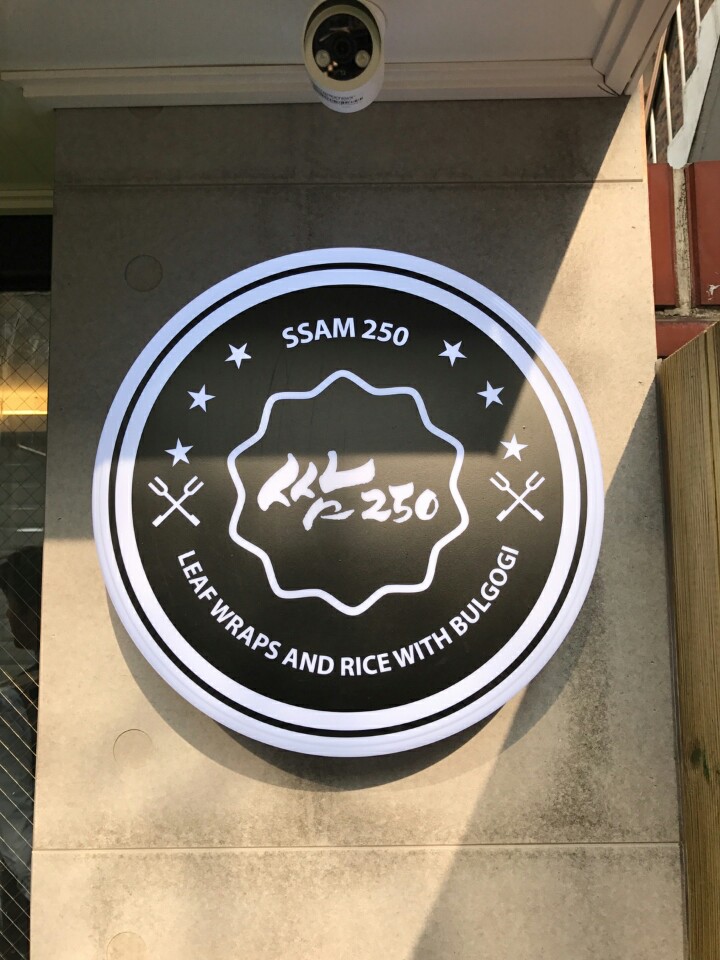 SSAM 250
쌈250
LEAF WRAPS AND RICE WITH BULGOGI